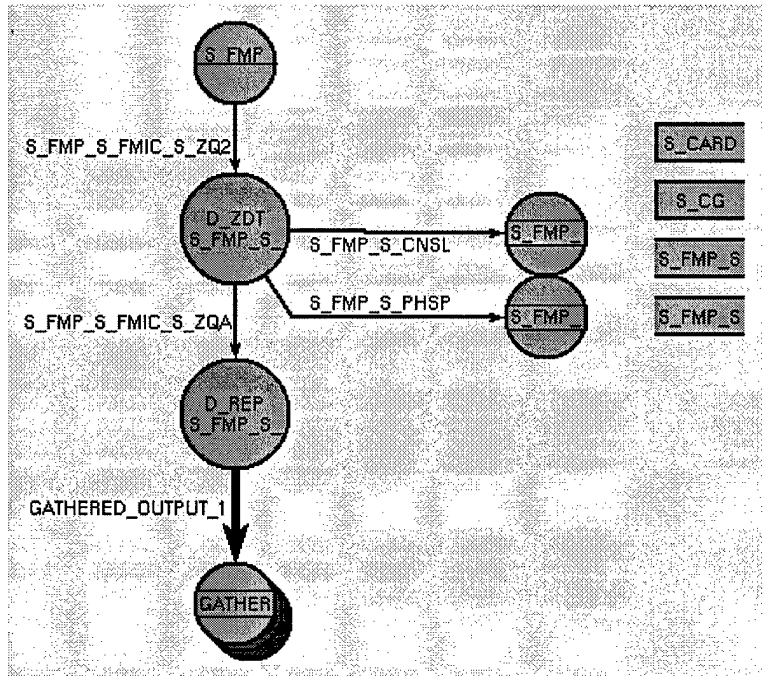 S_FMP
S_FMP_S_FMIC_S_ZQ2
S_CARD
S_CG
D_ZDT
S_FMP_S_
S_FMP_S_CNSL
S_FMP_
S_FMP_S
S_FMP_S_PHSP
S_FMP_
S_FMP_S
S_FMP_S_FMIC_S_ZQA
D_REP
S_FMP_S_
GATHERED_OUTPUT_1
GATHER